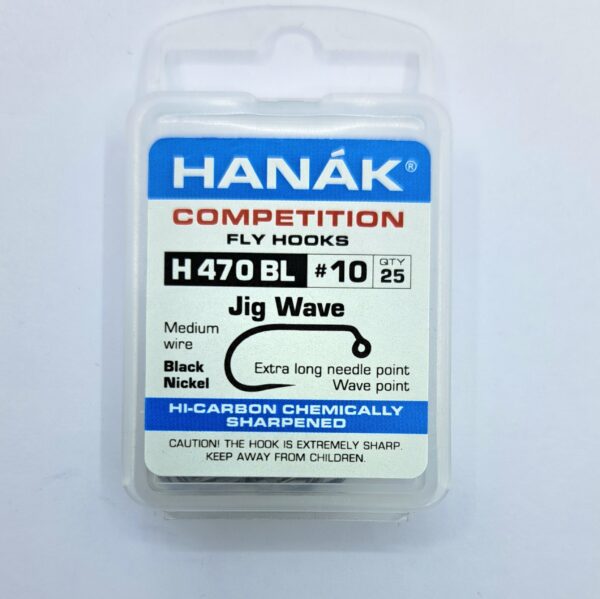 HANÁK®
COMPETITION
FLY HOOKS
H 470 BL #10 QTY 25
Jig Wave
Medium
wire
Black
Nickel
Extra long needle point
Wave point
HI-CARBON CHEMICALLY
SHARPENED
CAUTION! THE HOOK IS EXTREMELY SHARP.
KEEP AWAY FROM CHILDREN.